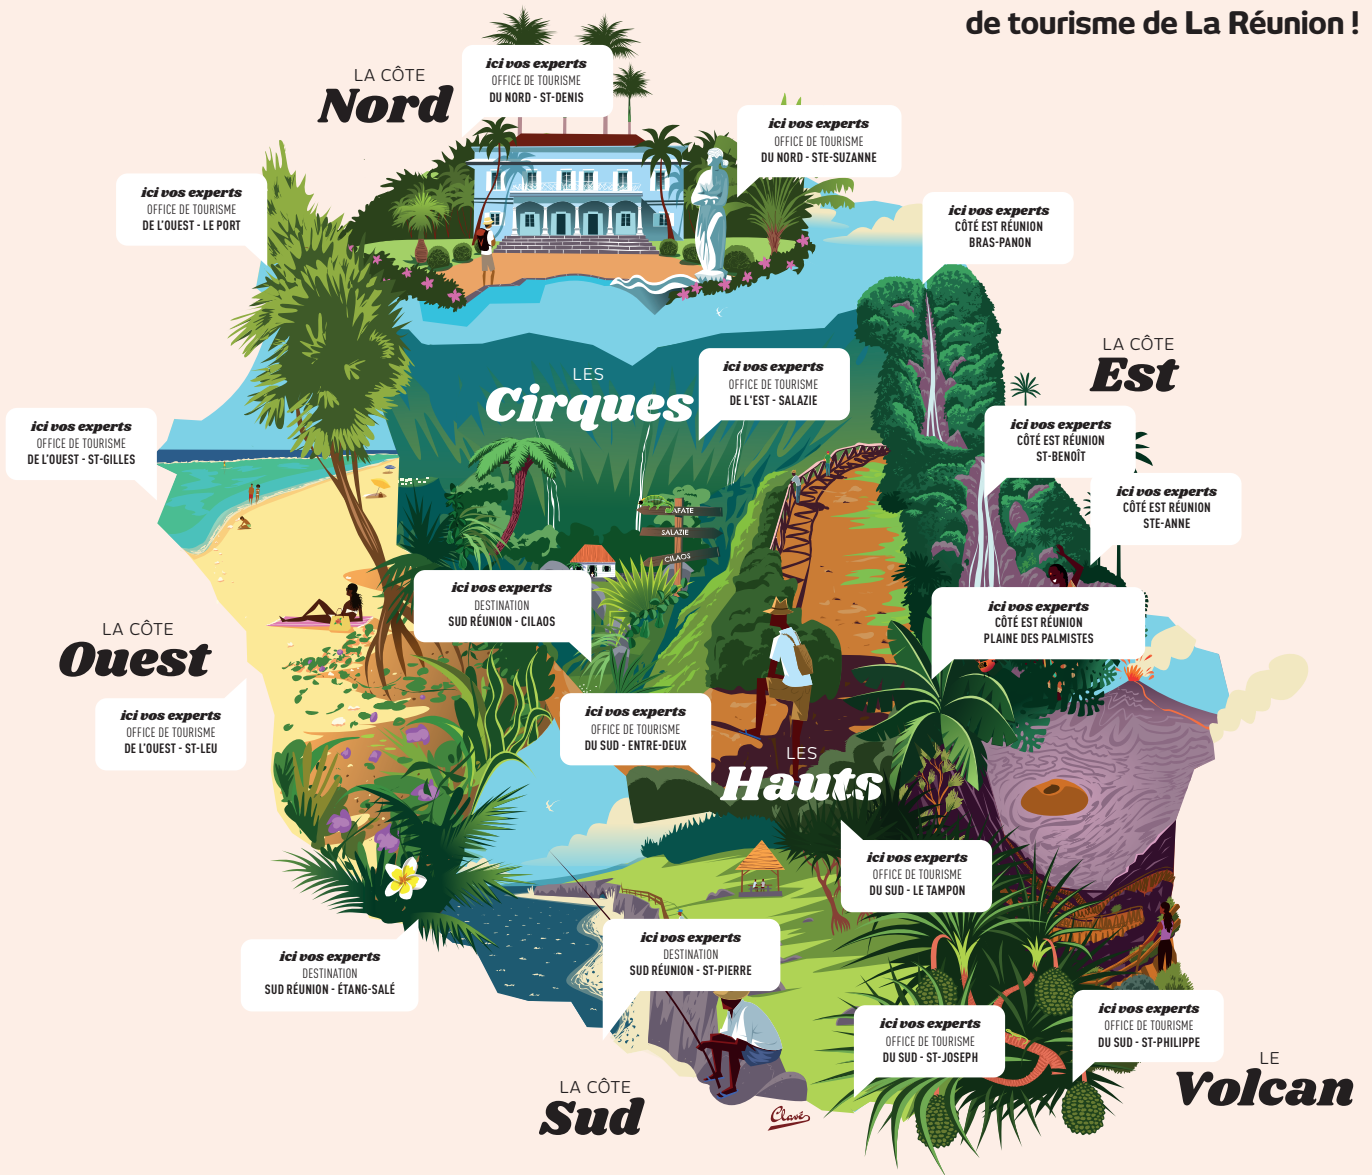 de tourisme de La Réunion !
LA CÔTE
Nord
ici vos experts
OFFICE DE TOURISME
DU NORD - ST-DENIS
ici vos experts
OFFICE DE TOURISME
DU NORD - STE-SUZANNE
ici vos experts
OFFICE DE TOURISME
DE L'OUEST - LE PORT
ici vos experts
CÔTÉ EST RÉUNION
BRAS-PANON
LA CÔTE
Est
LES
Cirques
ici vos experts
OFFICE DE TOURISME
DE L'EST - SALAZIE
ici vos experts
OFFICE DE TOURISME
DE L'OUEST - ST-GILLES
ici vos experts
CÔTÉ EST RÉUNION
ST-BENOÎT
ici vos experts
CÔTÉ EST RÉUNION
STE-ANNE
AFATE
SALAZIE
CILAOS
ici vos experts
DESTINATION
SUD RÉUNION - CILAOS
ici vos experts
CÔTÉ EST RÉUNION
PLAINE DES PALMISTES
LA CÔTE
Ouest
ici vos experts
OFFICE DE TOURISME
DE L'OUEST - ST-LEU
ici vos experts
OFFICE DE TOURISME
DU SUD - ENTRE-DEUX
LES
Hauts
ici vos experts
OFFICE DE TOURISME
DU SUD - LE TAMPON
ici vos experts
DESTINATION
SUD RÉUNION - ÉTANG-SALÉ
ici vos experts
DESTINATION
SUD RÉUNION - ST-PIERRE
ici vos experts
OFFICE DE TOURISME
DU SUD - ST-JOSEPH
ici vos experts
OFFICE DE TOURISME
DU SUD - ST-PHILIPPE
LE
Volcan
LA CÔTE
Sud
Clavé